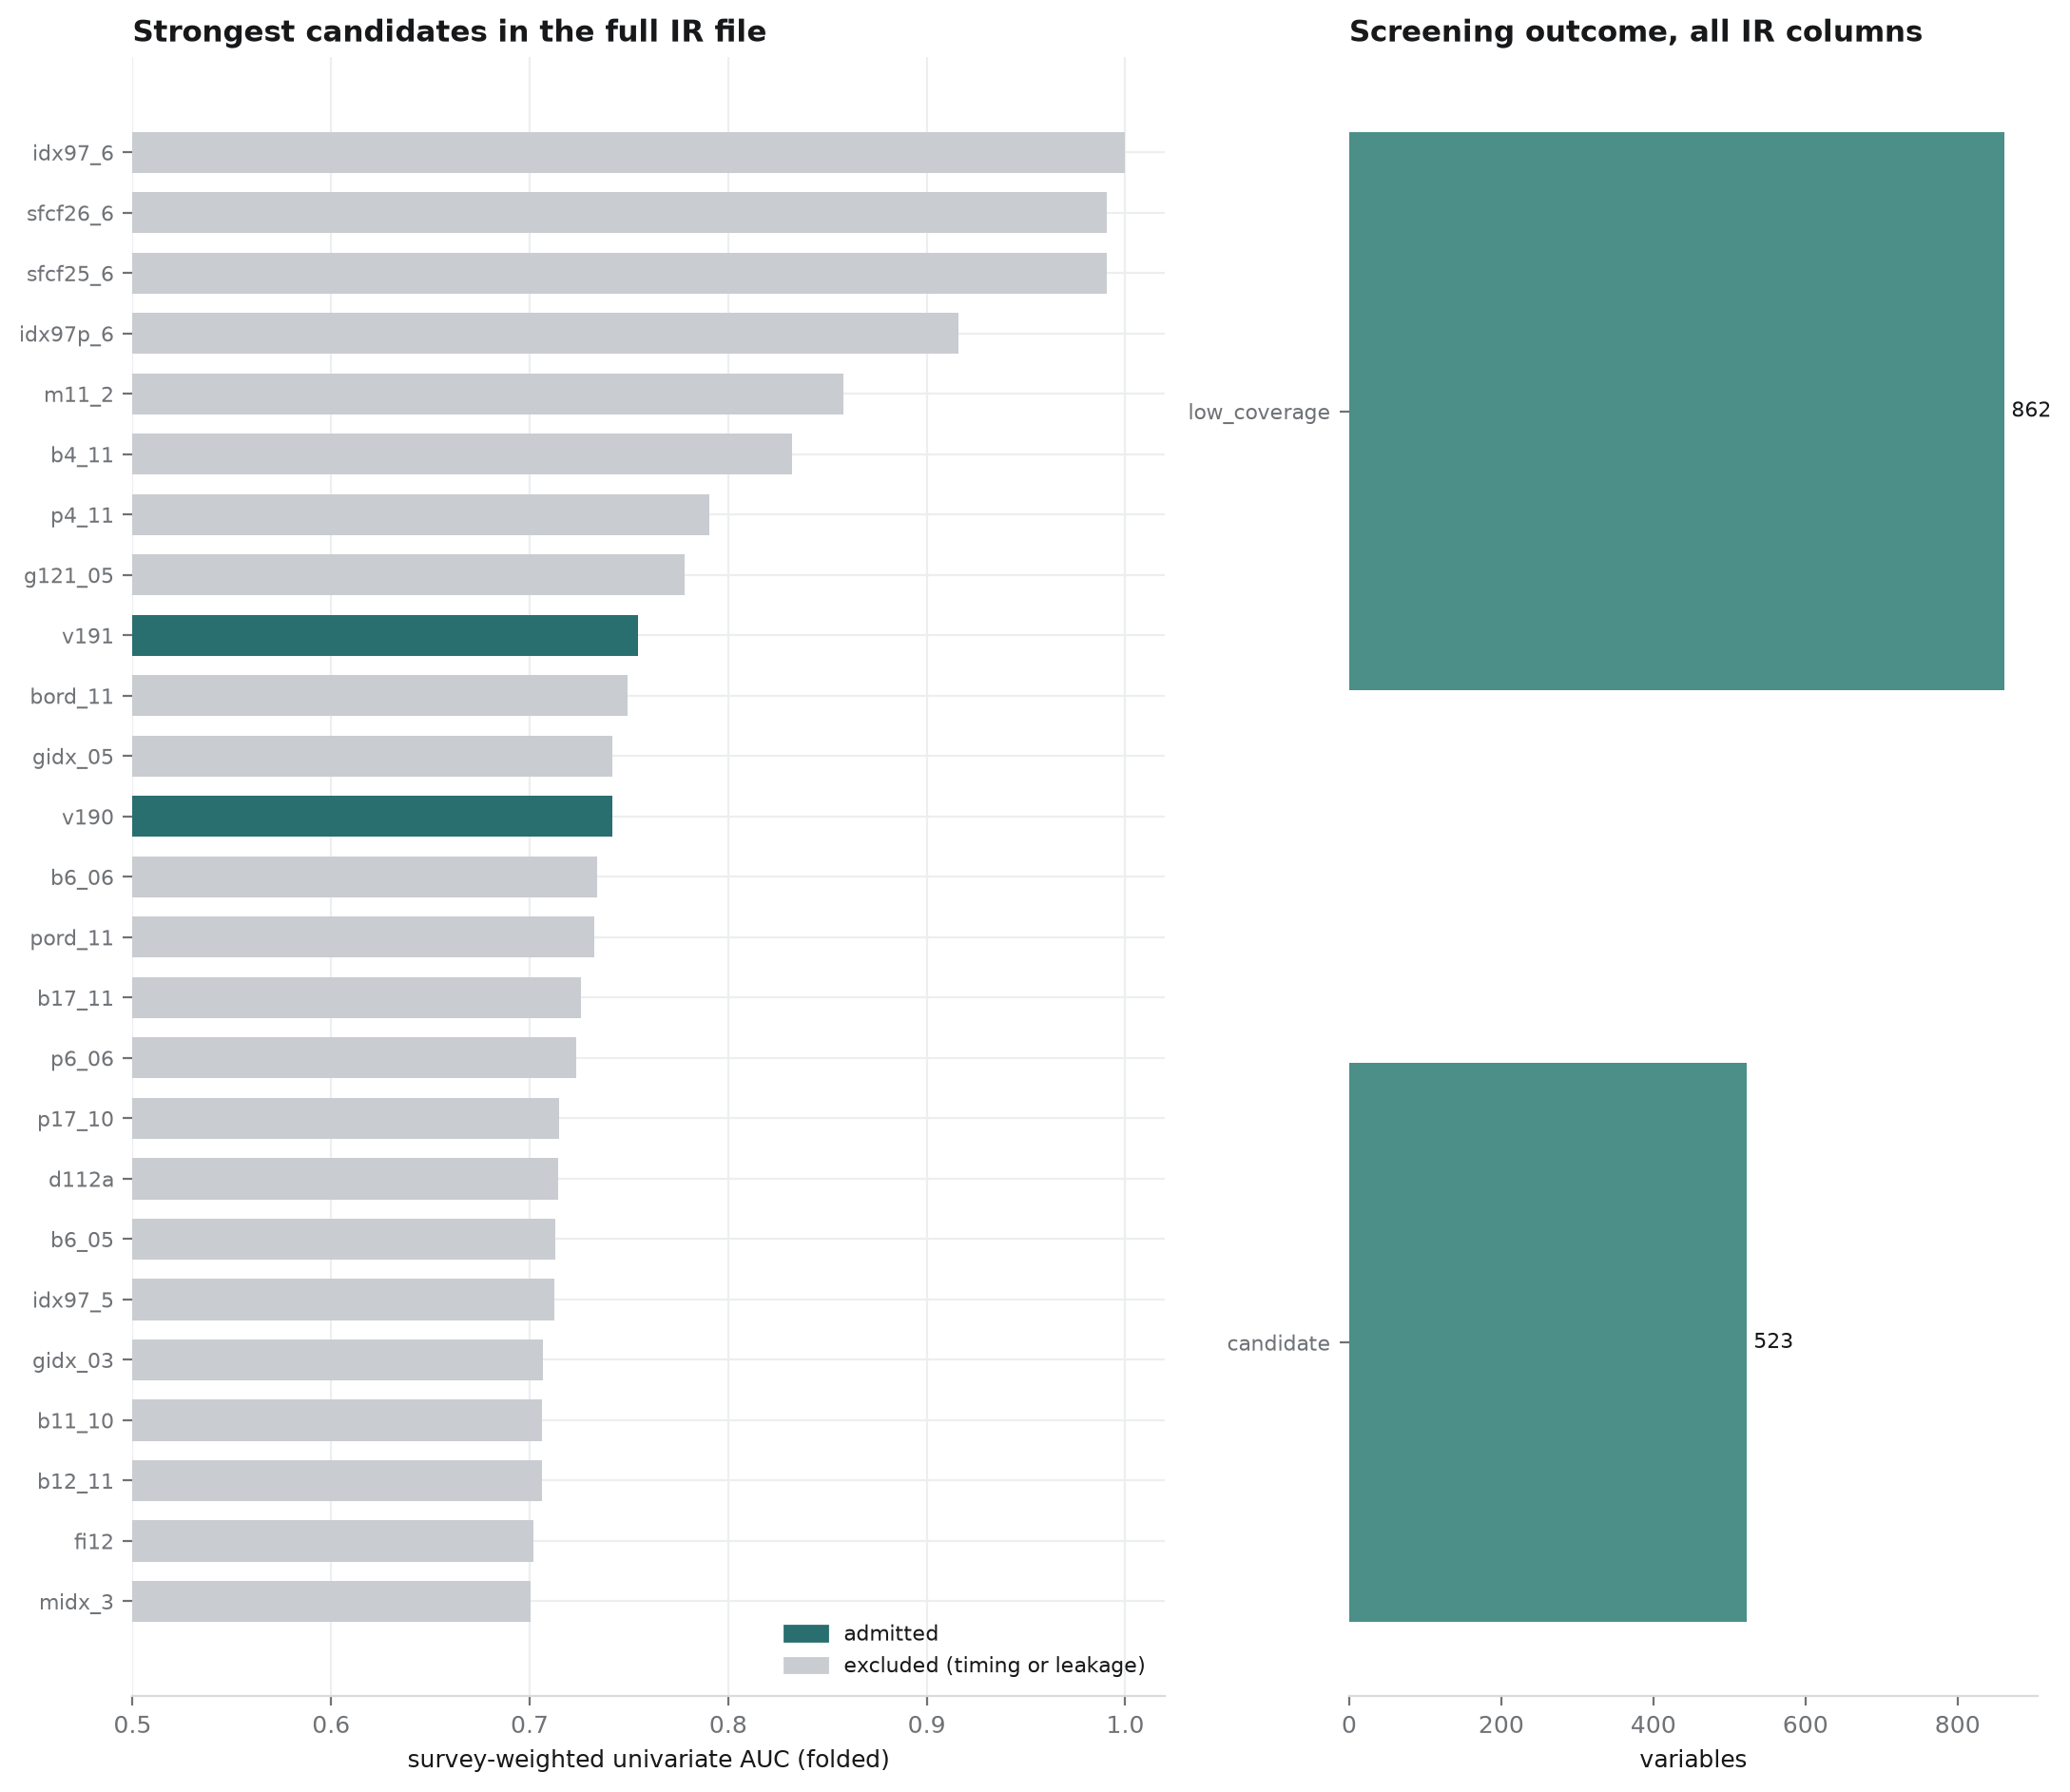 Strongest candidates in the full IR file
idx97_6
sfcf26_6
sfcf25_6
idx97p_6
m11_2
b4_11
p4_11
g121_05
v191
bord_11
gidx_05
v190
b6_06
pord_11
b17_11
p6_06
p17_10
d112a
b6_05
idx97_5
gidx_03
b11_10
b12_11
fi12
midx_3
admitted
excluded (timing or leakage)
0.5 0.6 0.7 0.8 0.9 1.0
survey-weighted univariate AUC (folded)
Screening outcome, all IR columns
low_coverage
862
candidate
523
0 200 400 600 800
variables